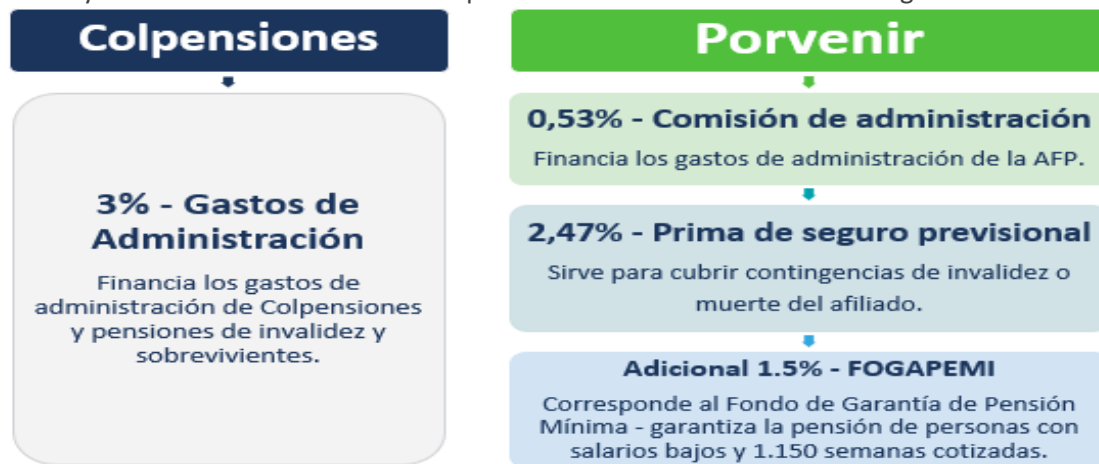 Colpensiones
3% - Gastos de
Administración
Financia los gastos de
administración de Colpensiones
y pensiones de invalidez y
sobrevivientes.
Porvenir
0,53% - Comisión de administración
Financia los gastos de administración de la AFP.
2,47% - Prima de seguro previsional
Sirve para cubrir contingencias de invalidez o
muerte del afiliado.
Adicional 1.5% - FOGAPEMI
Corresponde al Fondo de Garantía de Pensión
Mínima - garantiza la pensión de personas con
salarios bajos y 1.150 semanas cotizadas.